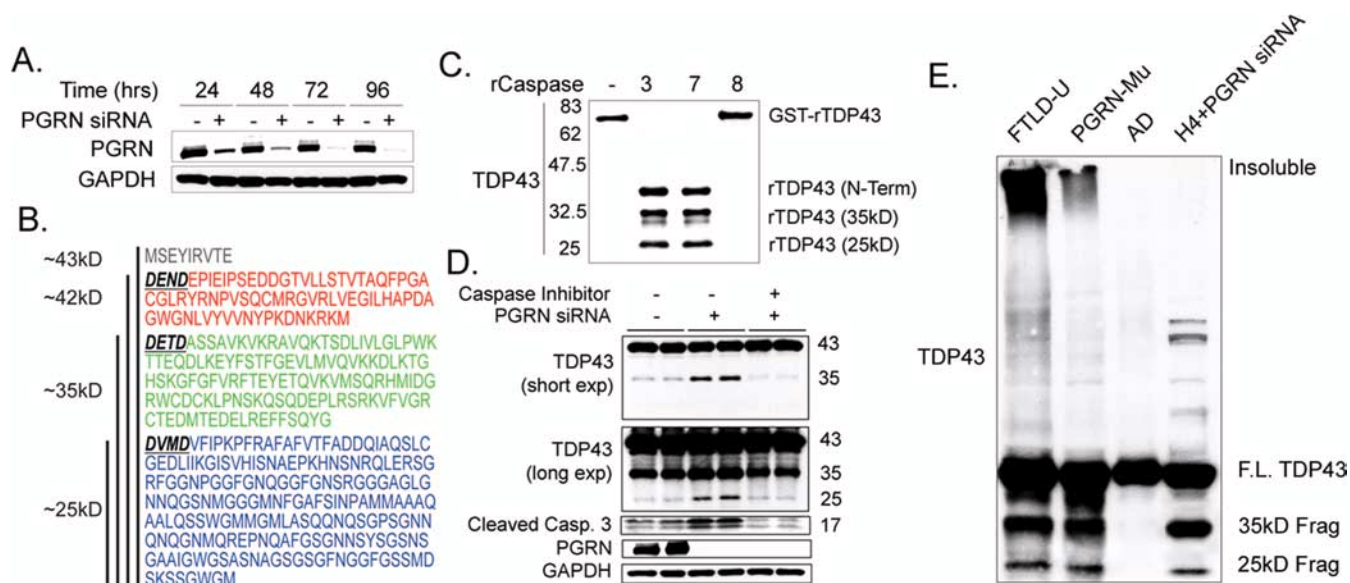 A.
Time (hrs) 24 48 72 96
PGRN siRNA - + - + - + - +
PGRN
GAPDH
B.
~43kD
~42kD
~35kD
~25kD
MSEYIRVTE
DENDEPIEIPSEDDGTVLLSTVTAQFPGA
CGLRYRNPVSQCMRGVRLVEGILHAPDA
GWGNLVYVVNYPKDNKRKM
DETDASSAVKVKRAVQKTSDLIVLGLPWK
TTEQDLKEYFSTFGEVLMVQVKKDLKTG
HSKGFGFVRFTEYETQVKVMSQRHMIDG
RWCDCKLPNSKQSQDEPLRSRKVFVGR
CTEDMTEDELREFFSQYG
DVMDVFIPKPFRAFAFVTFADDQIAQSLC
GEDLIIKGISVHISNAEPKHNSNRQLERSG
RFGGNPGGFGNQGGFGNSRGGGAGLG
NNQGSNMGGGMNFGAFSINPAMMAAAQ
AALQSSWGMMGMLASQQNQSGPSGNN
QNQGNMQREPNQAFGSGNNSYSGSNS
GAAIGWGSASNAGSGSGFNGGFGSSMD
SKSSGWGM
C.
rCaspase - 3 7 8
TDP43
83
62
47.5
32.5
25
GST-rTDP43
rTDP43 (N-Term)
rTDP43 (35kD)
rTDP43 (25kD)
D.
Caspase Inhibitor - - +
PGRN siRNA - + +
TDP43
(short exp)
43
35
TDP43
(long exp)
43
35
25
Cleaved Casp. 3 17
PGRN
GAPDH
E.
FTLD-U
PGRN-Mu
AD
H4+PGRN siRNA
TDP43
Insoluble
F.L. TDP43
35kD Frag
25kD Frag